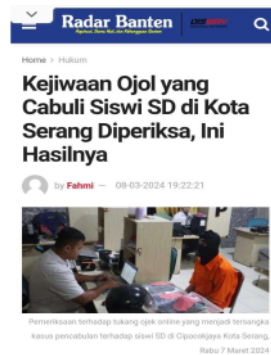 Radar Banten
Home > Hukum
Kejiwaan Ojol yang
Cabuli Siswi SD di Kota
Serang Diperiksa, Ini
Hasilnya
by Fahmi — 08-03-2024 19:22:21
Pemeriksaan terhadap tukang ojek online yang menjadi tersangka
kasus pencabulan terhadap siswi SD di Cipocokjaya Kota Serang,
Rabu 7 Maret 2024